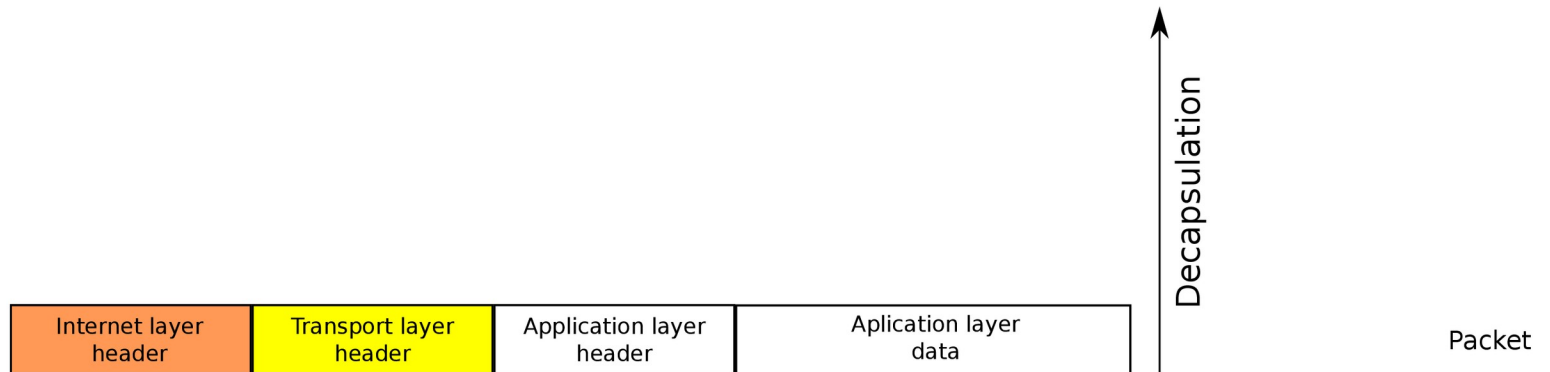 Decapsulation
Internet layer
header
Transport layer
header
Application layer
header
Aplication layer
data
Packet